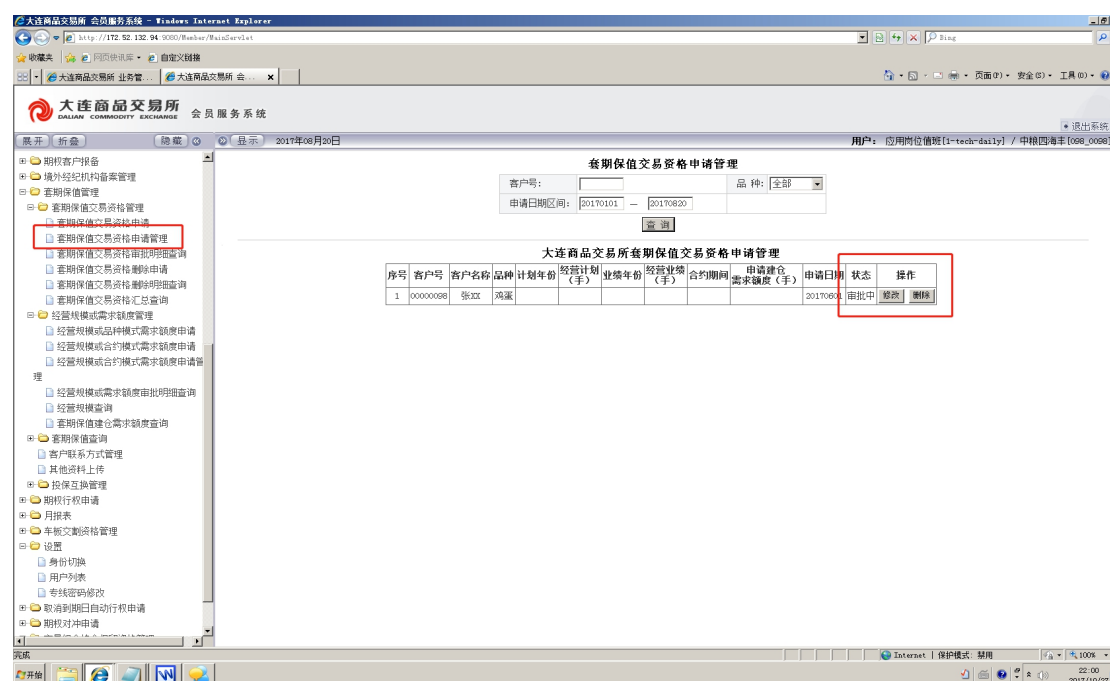 大连商品交易所 会员服务系统 - Windows Internet Explorer
http://172.52.132.94:9080/Member/MainServlet
Bing
收藏夹 网页快讯库 自定义链接
大连商品交易所 业务管... 大连商品交易所 会... x
页面(P) 安全(S) 工具(O)
大连商品交易所
DALIAN COMMODITY EXCHANGE
会员服务系统
退出系统
展开 折叠 隐藏 显示 2017年08月20日 用户: 应用岗位值班[1-tech-daily] / 中粮四海丰[098_0098]
期权客户报备
境外经纪机构备案管理
套期保值管理
套期保值交易资格管理
套期保值交易资格申请
套期保值交易资格申请管理
套期保值交易资格审批明细查询
套期保值交易资格删除申请
套期保值交易资格删除明细查询
套期保值交易资格汇总查询
经营规模或需求额度管理
经营规模或品种模式需求额度申请
经营规模或合约模式需求额度申请
经营规模或合约模式需求额度申请管
理
经营规模或需求额度审批明细查询
经营规模查询
套期保值建仓需求额度查询
套期保值查询
客户联系方式管理
其他资料上传
投保互换管理
期权行权申请
月报表
车板交割资格管理
设置
身份切换
用户列表
专线密码修改
取消到期日自动行权申请
期权对冲申请
套期保值交易资格申请管理
客户号: 品 种: 全部
申请日期区间: 20170101 — 20170820
查 询
大连商品交易所套期保值交易资格申请管理
序号 客户号 客户名称 品种 计划年份 经营计划（手） 业绩年份 经营业绩（手） 合约期间 申请建仓需求额度（手） 申请日期 状态 操作
1 00000098 张XX 鸡蛋 20170601 审批中 修改 删除
完成 Internet | 保护模式: 禁用 100%
开始 22:00
2017/10/27